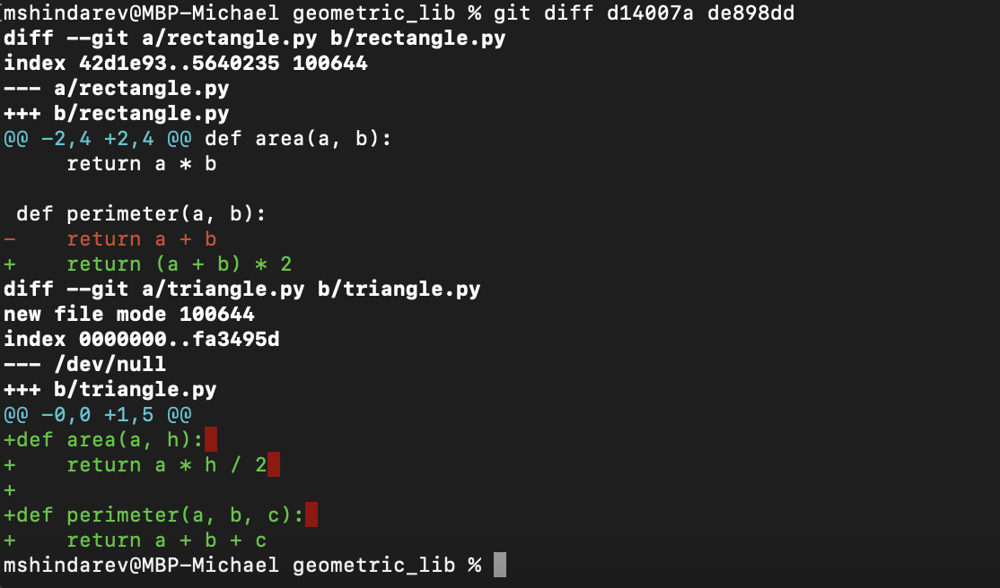 mshindarev@MBP-Michael geometric_lib % git diff d14007a de898dd
diff --git a/rectangle.py b/rectangle.py
index 42d1e93..5640235 100644
--- a/rectangle.py
+++ b/rectangle.py
@@ -2,4 +2,4 @@ def area(a, b):
     return a * b

 def perimeter(a, b):
-    return a + b
+    return (a + b) * 2
diff --git a/triangle.py b/triangle.py
new file mode 100644
index 0000000..fa3495d
--- /dev/null
+++ b/triangle.py
@@ -0,0 +1,5 @@
+def area(a, h):
+    return a * h / 2
+
+def perimeter(a, b, c):
+    return a + b + c
mshindarev@MBP-Michael geometric_lib %